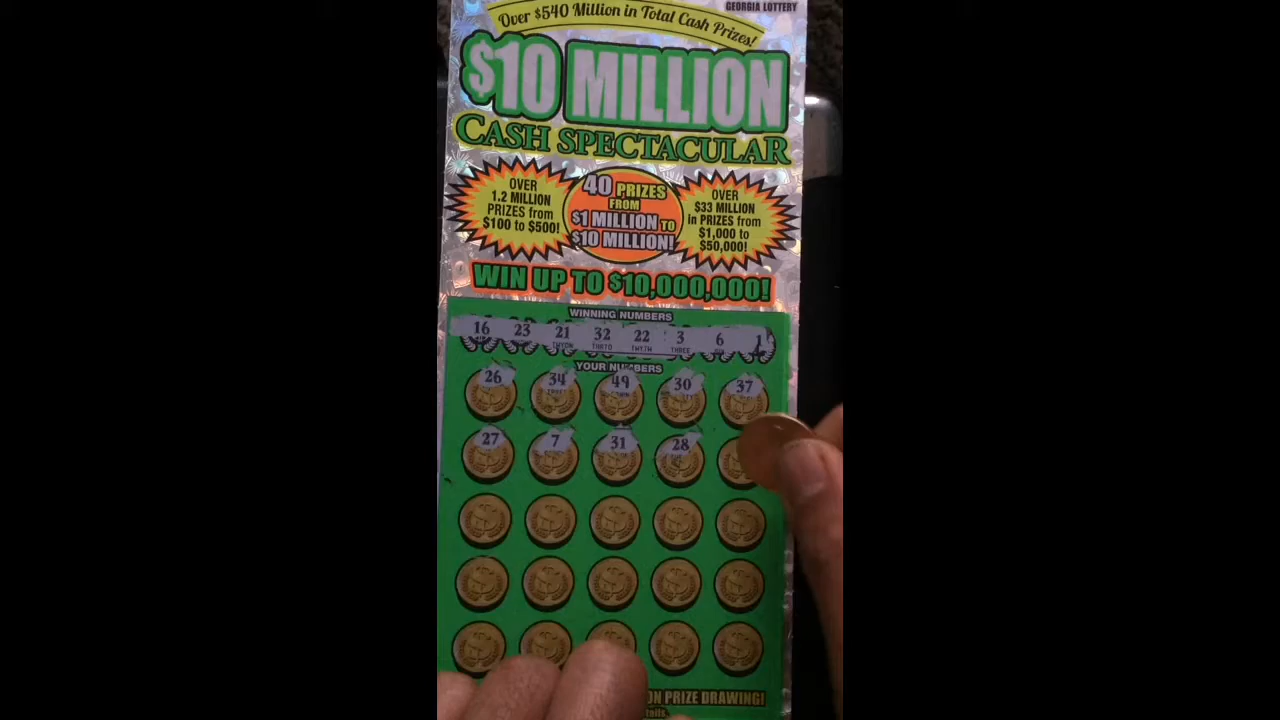 GEORGIA LOTTERY
Over $540 Million in Total Cash Prizes!
$10 MILLION
CASH SPECTACULAR
OVER
1.2 MILLION
PRIZES from
$100 to $500!
40 PRIZES
FROM
$1 MILLION TO
$10 MILLION!
OVER
$33 MILLION
in PRIZES from
$1,000 to
$50,000!
WIN UP TO $10,000,000!
WINNING NUMBERS
16 23 21 32 22 3 6 1
THREE
YOUR NUMBERS
26 34 49 30 37
27 7 31 28
ON PRIZE DRAWING!